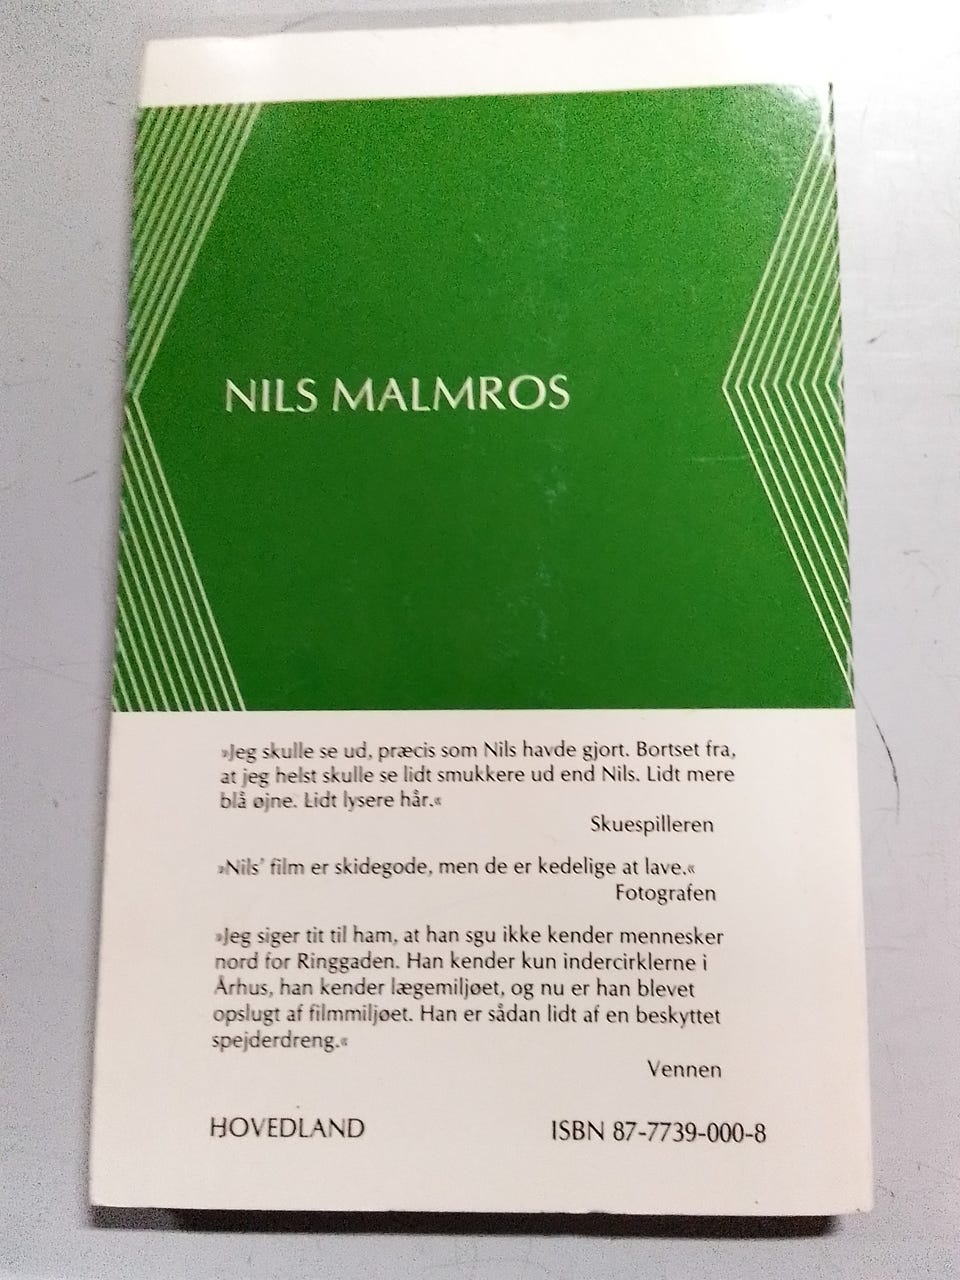 NILS MALMROS
»Jeg skulle se ud, præcis som Nils havde gjort. Bortset fra,
at jeg helst skulle se lidt smukkere ud end Nils. Lidt mere
blå øjne. Lidt lysere hår.«
Skuespilleren
»Nils' film er skidegode, men de er kedelige at lave.«
Fotografen
»Jeg siger tit til ham, at han sgu ikke kender mennesker
nord for Ringgaden. Han kender kun indercirklerne i
Århus, han kender lægemiljøet, og nu er han blevet
opslugt af filmmiljøet. Han er sådan lidt af en beskyttet
spejderdreng.«
Vennen
HOVEDLAND ISBN 87-7739-000-8